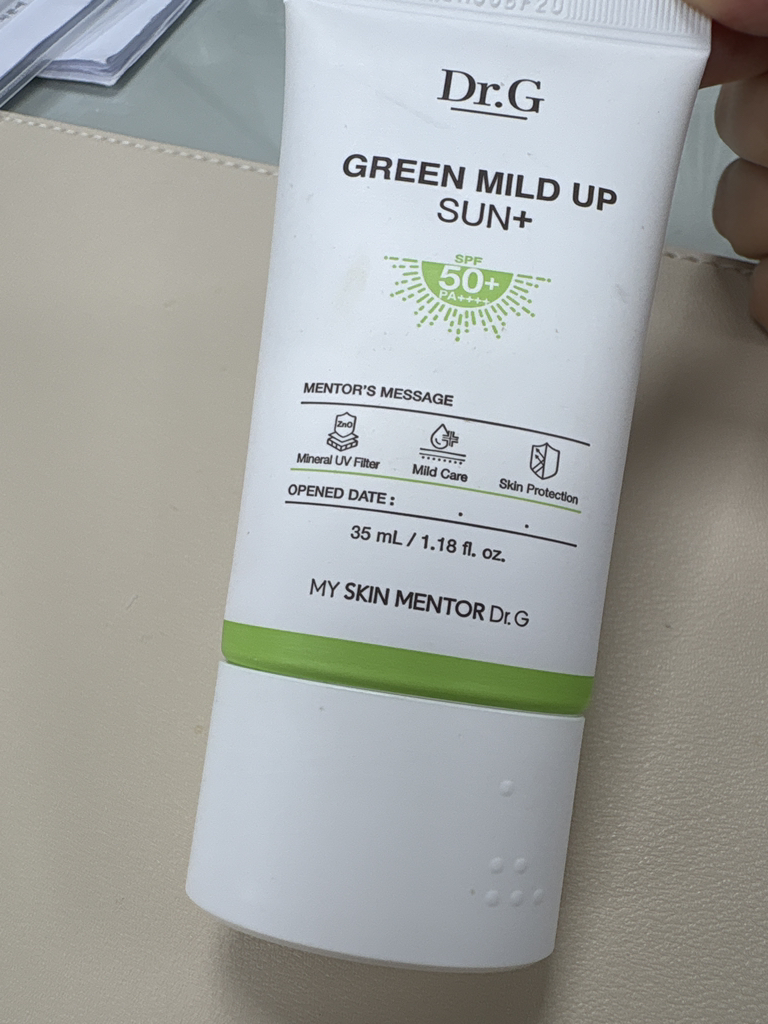 Dr.G
GREEN MILD UP
SUN+
SPF
50+
PA++++
MENTOR'S MESSAGE
ZnO
Mineral UV Filter
Mild Care
Skin Protection
OPENED DATE : . .
35 mL / 1.18 fl. oz.
MY SKIN MENTOR Dr.G